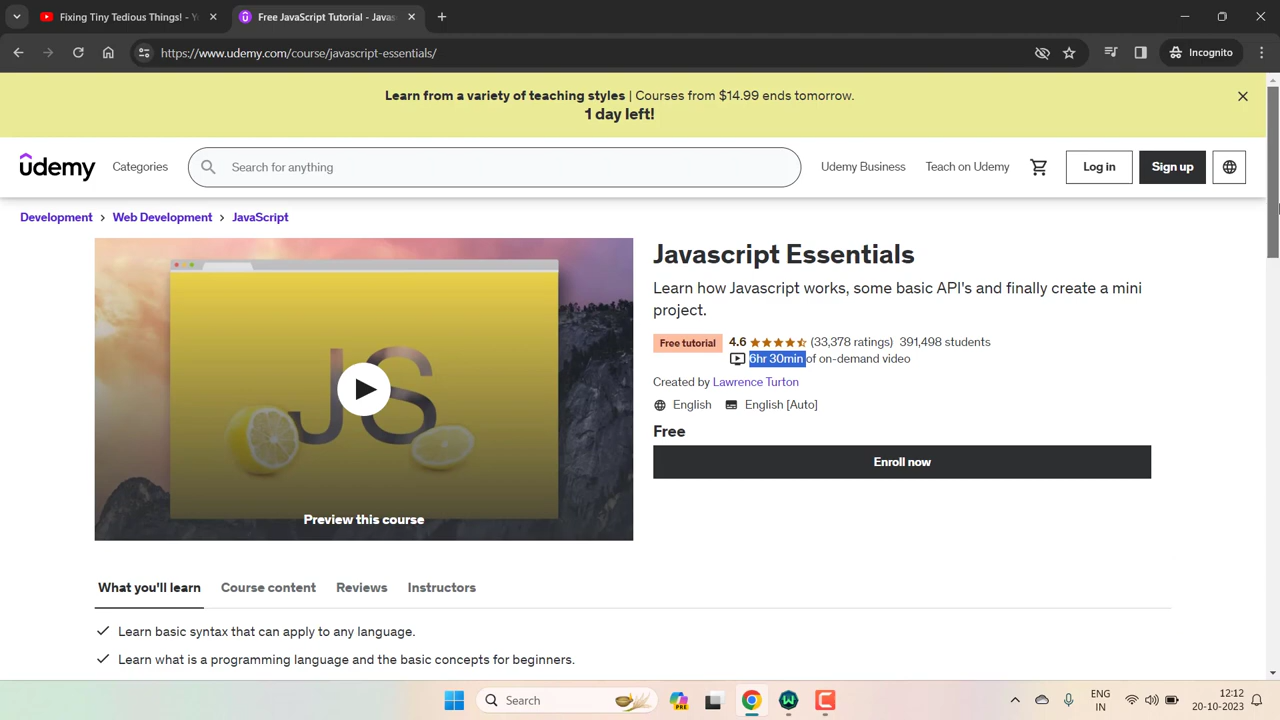 Fixing Tiny Tedious Things! - Y
Free JavaScript Tutorial - Javas
https://www.udemy.com/course/javascript-essentials/
Incognito
Learn from a variety of teaching styles | Courses from $14.99 ends tomorrow.
1 day left!
udemy
Categories
Search for anything
Udemy Business
Teach on Udemy
Log in
Sign up
Development > Web Development > JavaScript
Javascript Essentials
Learn how Javascript works, some basic API's and finally create a mini
project.
Free tutorial 4.6 (33,378 ratings) 391,498 students
6hr 30min of on-demand video
Created by Lawrence Turton
English English [Auto]
Free
Enroll now
JS
Preview this course
What you'll learn Course content Reviews Instructors
Learn basic syntax that can apply to any language.
Learn what is a programming language and the basic concepts for beginners.
Search
PRE
ENG
IN
12:12
20-10-2023